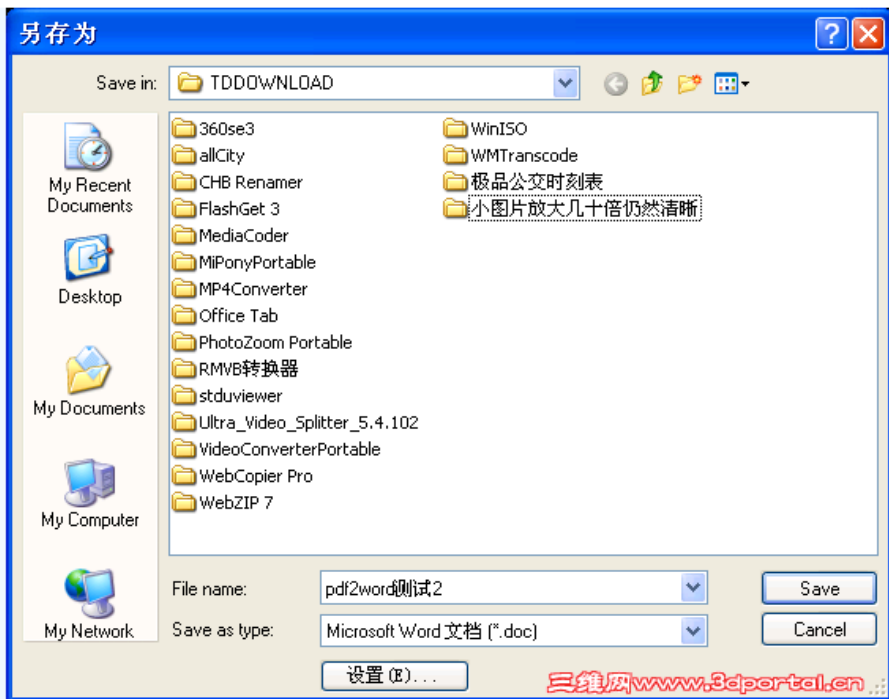 另存为
Save in:
TDDOWNLOAD
My Recent
Documents
Desktop
My Documents
My Computer
My Network
360se3
allCity
CHB Renamer
FlashGet 3
MediaCoder
MiPonyPortable
MP4Converter
Office Tab
PhotoZoom Portable
RMVB转换器
stduviewer
Ultra_Video_Splitter_5.4.102
VideoConverterPortable
WebCopier Pro
WebZIP 7
WinISO
WMTranscode
极品公交时刻表
小图片放大几十倍仍然清晰
File name:
pdf2word测试2
Save
Save as type:
Microsoft Word 文档 (*.doc)
Cancel
设置(E)...
三维网www.3dportal.cn